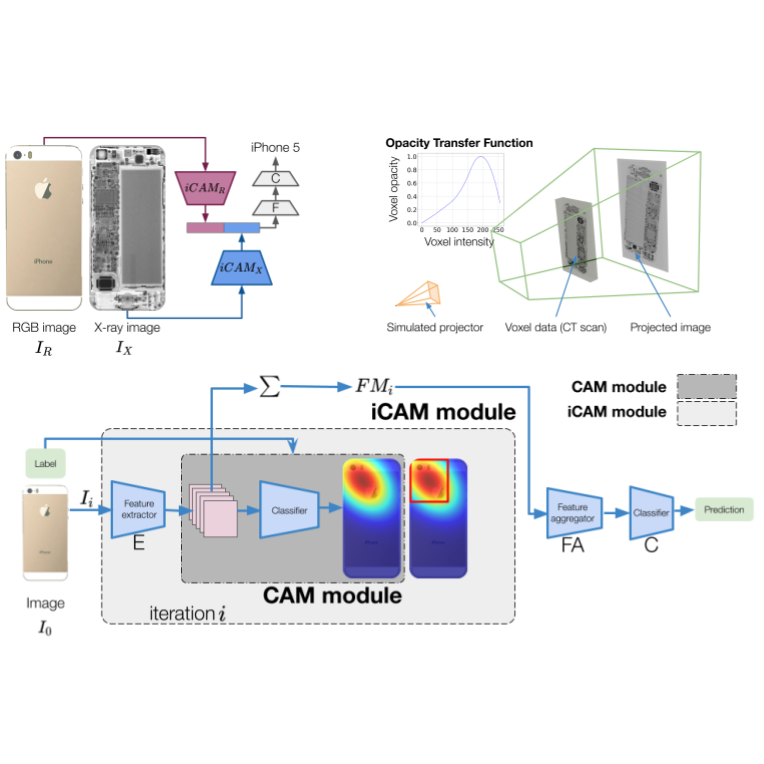 iPhone 5
C
F
iCAM_R
iCAM_X
iPhone
RGB image
I_R
X-ray image
I_X
Opacity Transfer Function
Voxel opacity
1.0
0.8
0.6
0.4
0.2
0.0
0 50 100 150 200 250
Voxel intensity
Simulated projector
Voxel data (CT scan)
Projected image
∑
FM_i
iCAM module
CAM module
iCAM module
Label
I_i
Feature
extractor
E
Classifier
iPhone
Image
I_0
CAM module
iteration i
Feature
aggregator
FA
Classifier
C
Prediction